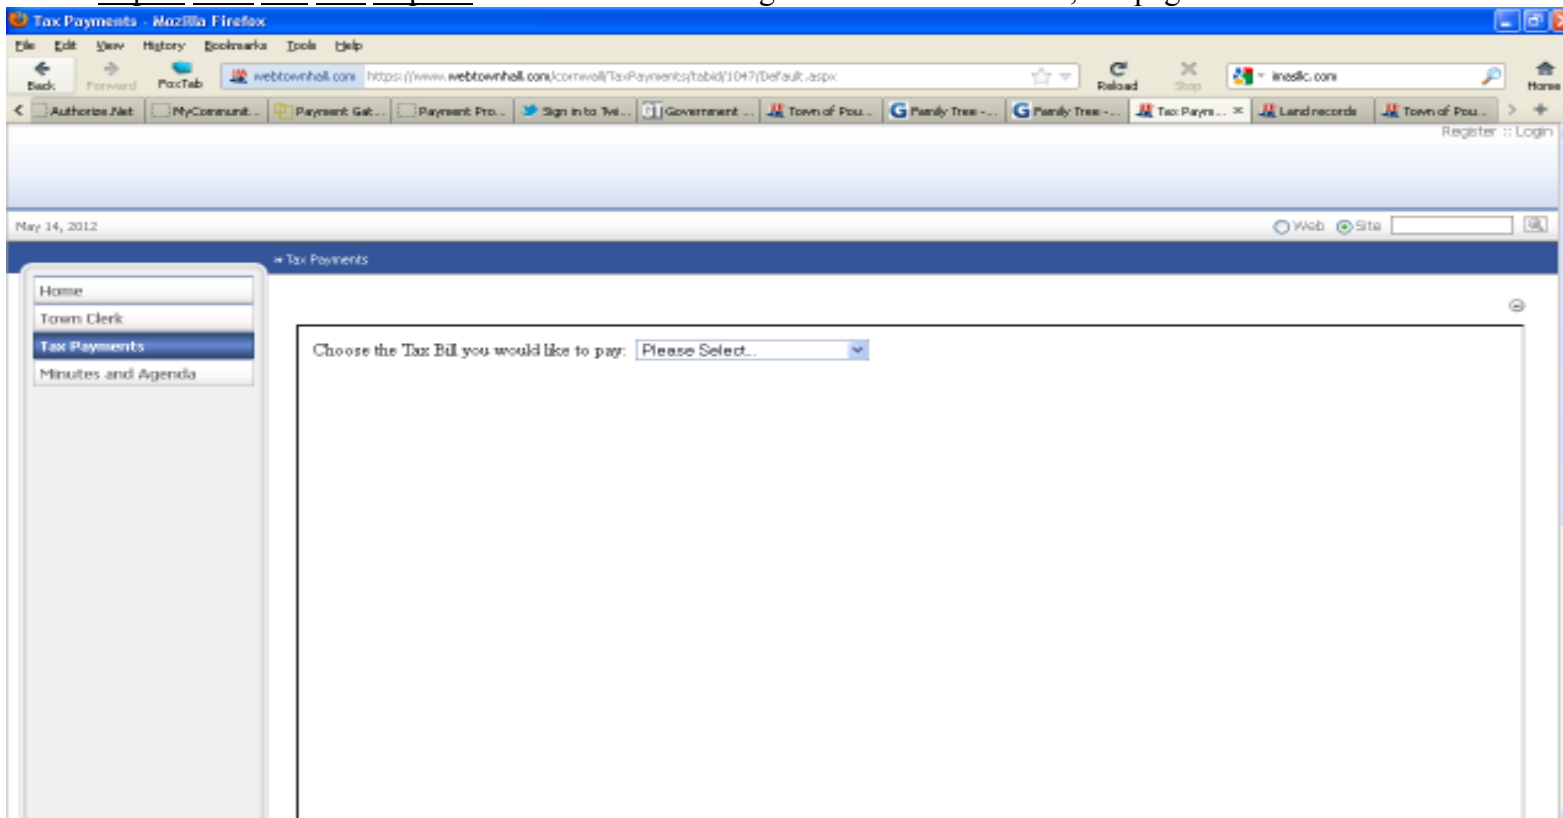 Tax Payments - Mozilla Firefox
File Edit View History Bookmarks Tools Help
Back Forward FoxTab webtownhall.com https://www.webtownhall.com/cornwall/TaxPayments/tabid/1047/Default.aspx Reload Stop imesllc.com Home
Authorize.Net MyCommunit... Payment Gat... Payment Pro... Sign in to Twi... Government ... Town of Pou... Family Tree -... Family Tree -... Tax Paym... Land records Town of Pou...
Register :: Login
May 14, 2012 Web Site
» Tax Payments
Home
Town Clerk
Tax Payments
Minutes and Agenda
Choose the Tax Bill you would like to pay: Please Select...